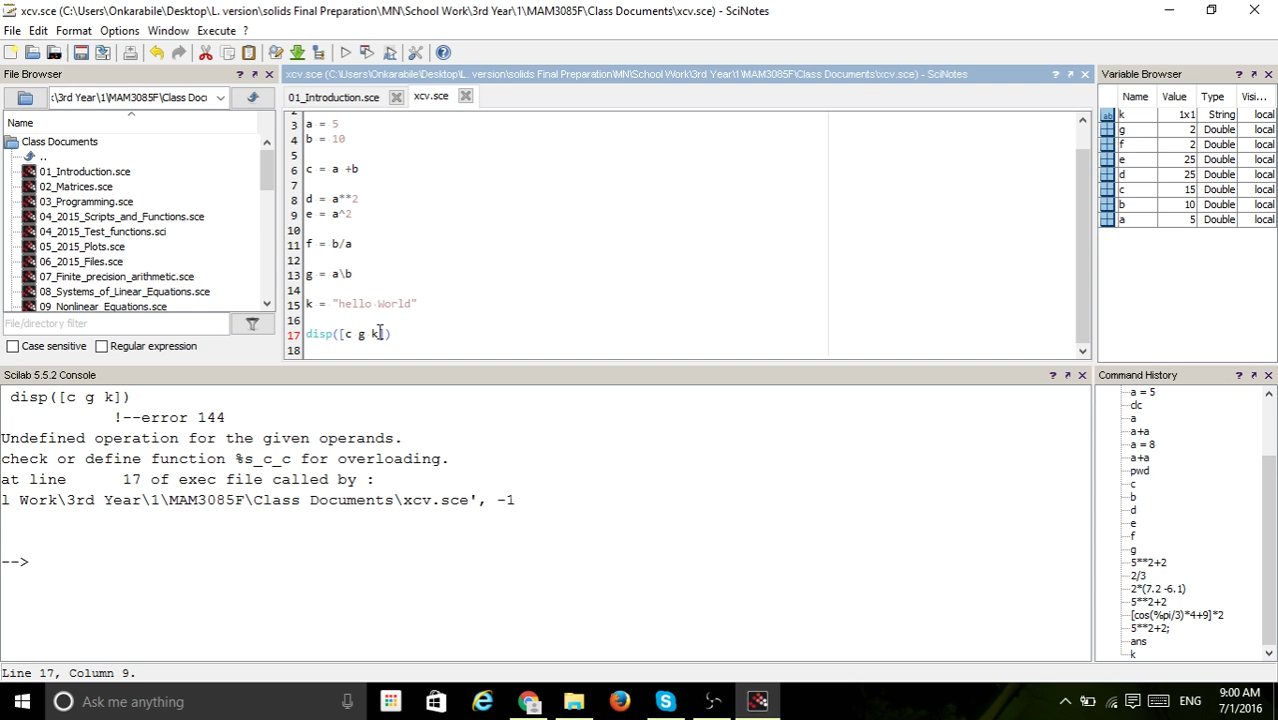 xcv.sce (C:\Users\Onkarabile\Desktop\L. version\solids Final Preparation\MN\School Work\3rd Year\1\MAM3085F\Class Documents\xcv.sce) - SciNotes
File Edit Format Options Window Execute ?
File Browser ? ↗ ✕
:\3rd Year\1\MAM3085F\Class Doci
Name
Class Documents
..
01_Introduction.sce
02_Matrices.sce
03_Programming.sce
04_2015_Scripts_and_Functions.sce
04_2015_Test_functions.sci
05_2015_Plots.sce
06_2015_Files.sce
07_Finite_precision_arithmetic.sce
08_Systems_of_Linear_Equations.sce
09_Nonlinear_Equations.sce
File/directory filter
Case sensitive Regular expression
xcv.sce (C:\Users\Onkarabile\Desktop\L. version\solids Final Preparation\MN\School Work\3rd Year\1\MAM3085F\Class Documents\xcv.sce) - SciNotes
01_Introduction.sce xcv.sce
2
3 a = 5
4 b = 10
5
6 c = a +b
7
8 d = a**2
9 e = a^2
10
11 f = b/a
12
13 g = a\b
14
15 k = "hello World"
16
17 disp([c g k])
18
Variable Browser ? ↗ ✕
Name Value Type Visi...
k 1x1 String local
g 2 Double local
f 2 Double local
e 25 Double local
d 25 Double local
c 15 Double local
b 10 Double local
a 5 Double local
Scilab 5.5.2 Console ? ↗ ✕
disp([c g k])
!--error 144
Undefined operation for the given operands.
check or define function %s_c_c for overloading.
at line 17 of exec file called by :
l Work\3rd Year\1\MAM3085F\Class Documents\xcv.sce', -1
-->
Command History ? ↗ ✕
a = 5
clc
a
a+a
a = 8
a+a
pwd
c
b
d
e
f
g
5**2+2
2/3
2*(7.2 -6.1)
5**2+2
[cos(%pi/3)*4+9]*2
5**2+2;
ans
k
Line 17, Column 9.
Ask me anything
ENG
9:00 AM
7/1/2016